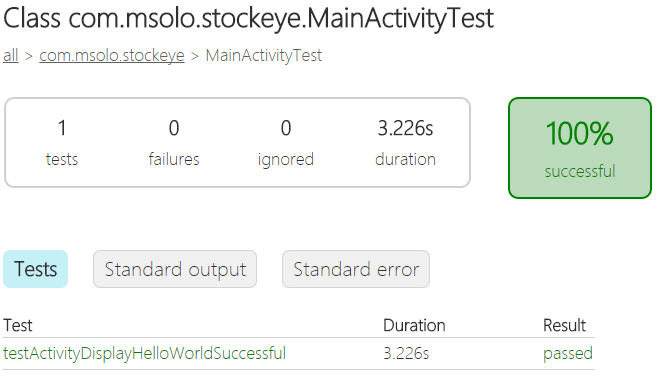 Class com.msolo.stockeye.MainActivityTest
all > com.msolo.stockeye > MainActivityTest
1 0 0 3.226s 100%
tests failures ignored duration successful
Tests Standard output Standard error
Test Duration Result
testActivityDisplayHelloWorldSuccessful 3.226s passed